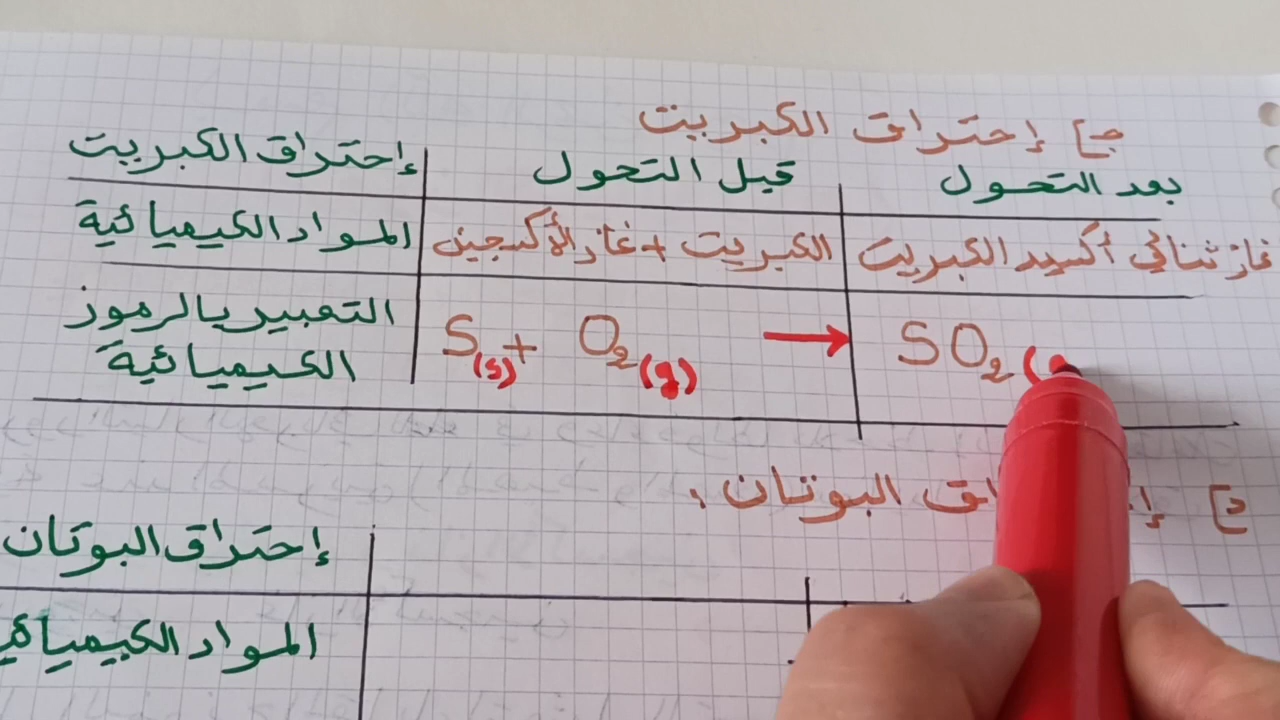 ج] إحتراق الكبريت
إحتراق الكبريت قبل التحول بعد التحول
المواد الكيميائية الكبريت + غاز الأكسجين غاز ثنائي أكسيد الكبريت
التعبير بالرموز
الكيميائية S(s) + O₂(g) → SO₂(
د] البوتان :
إحتراق البوتان
المواد الكيميائي